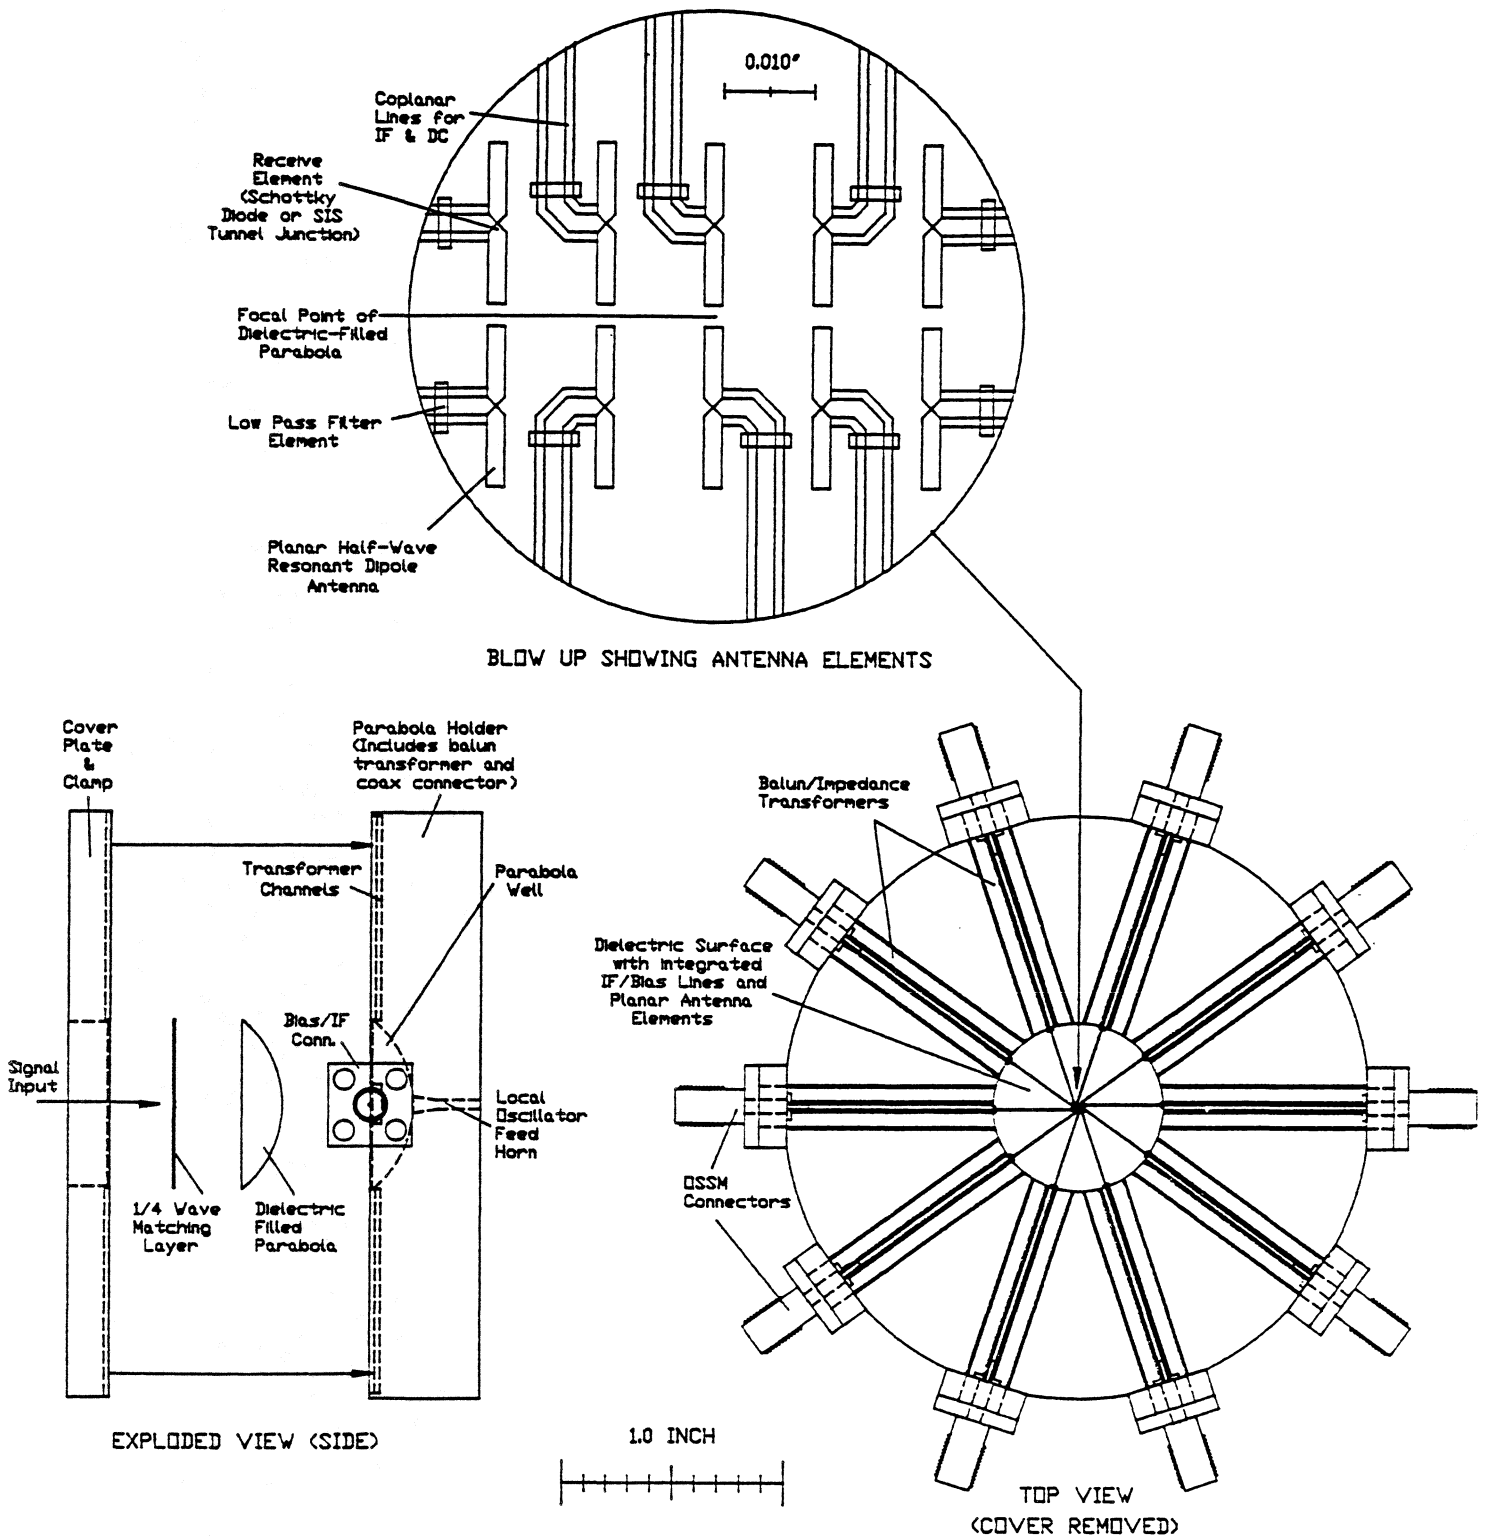 0.010"
Coplanar
Lines for
IF & DC
Receive
Element
(Schottky
Diode or SIS
Tunnel Junction)
Focal Point of
Dielectric-Filled
Parabola
Low Pass Filter
Element
Planar Half-Wave
Resonant Dipole
Antenna
BLOW UP SHOWING ANTENNA ELEMENTS
Cover
Plate
&
Clamp
Parabola Holder
(Includes balun
transformer and
coax connector)
Transformer
Channels
Parabola
Well
Bias/IF
Conn.
Signal
Input
Local
Oscillator
Feed
Horn
1/4 Wave
Matching
Layer
Dielectric
Filled
Parabola
EXPLODED VIEW (SIDE)
Balun/Impedance
Transformers
Dielectric Surface
with Integrated
IF/Bias Lines and
Planar Antenna
Elements
OSSM
Connectors
1.0 INCH
TOP VIEW
(COVER REMOVED)